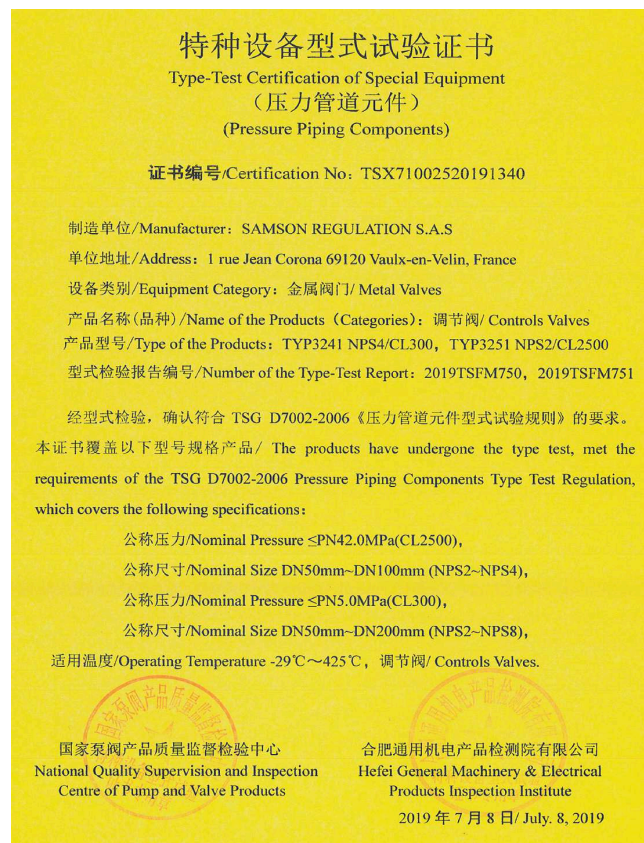 特种设备型式试验证书
Type-Test Certification of Special Equipment
（压力管道元件）
(Pressure Piping Components)
证书编号/Certification No：TSX71002520191340
制造单位/Manufacturer：SAMSON REGULATION S.A.S
单位地址/Address：1 rue Jean Corona 69120 Vaulx-en-Velin, France
设备类别/Equipment Category：金属阀门/ Metal Valves
产品名称(品种)/Name of the Products（Categories）：调节阀/ Controls Valves
产品型号/Type of the Products：TYP3241 NPS4/CL300，TYP3251 NPS2/CL2500
型式检验报告编号/Number of the Type-Test Report：2019TSFM750，2019TSFM751
经型式检验，确认符合 TSG D7002-2006《压力管道元件型式试验规则》的要求。
本证书覆盖以下型号规格产品/ The products have undergone the type test, met the
requirements of the TSG D7002-2006 Pressure Piping Components Type Test Regulation,
which covers the following specifications：
公称压力/Nominal Pressure ≤PN42.0MPa(CL2500)，
公称尺寸/Nominal Size DN50mm~DN100mm (NPS2~NPS4)，
公称压力/Nominal Pressure ≤PN5.0MPa(CL300)，
公称尺寸/Nominal Size DN50mm~DN200mm (NPS2~NPS8)，
适用温度/Operating Temperature -29℃～425℃，调节阀/ Controls Valves.
国家泵阀产品质量监督检验中心
National Quality Supervision and Inspection
Centre of Pump and Valve Products
合肥通用机电产品检测院有限公司
Hefei General Machinery & Electrical
Products Inspection Institute
2019 年 7 月 8 日/ July. 8, 2019